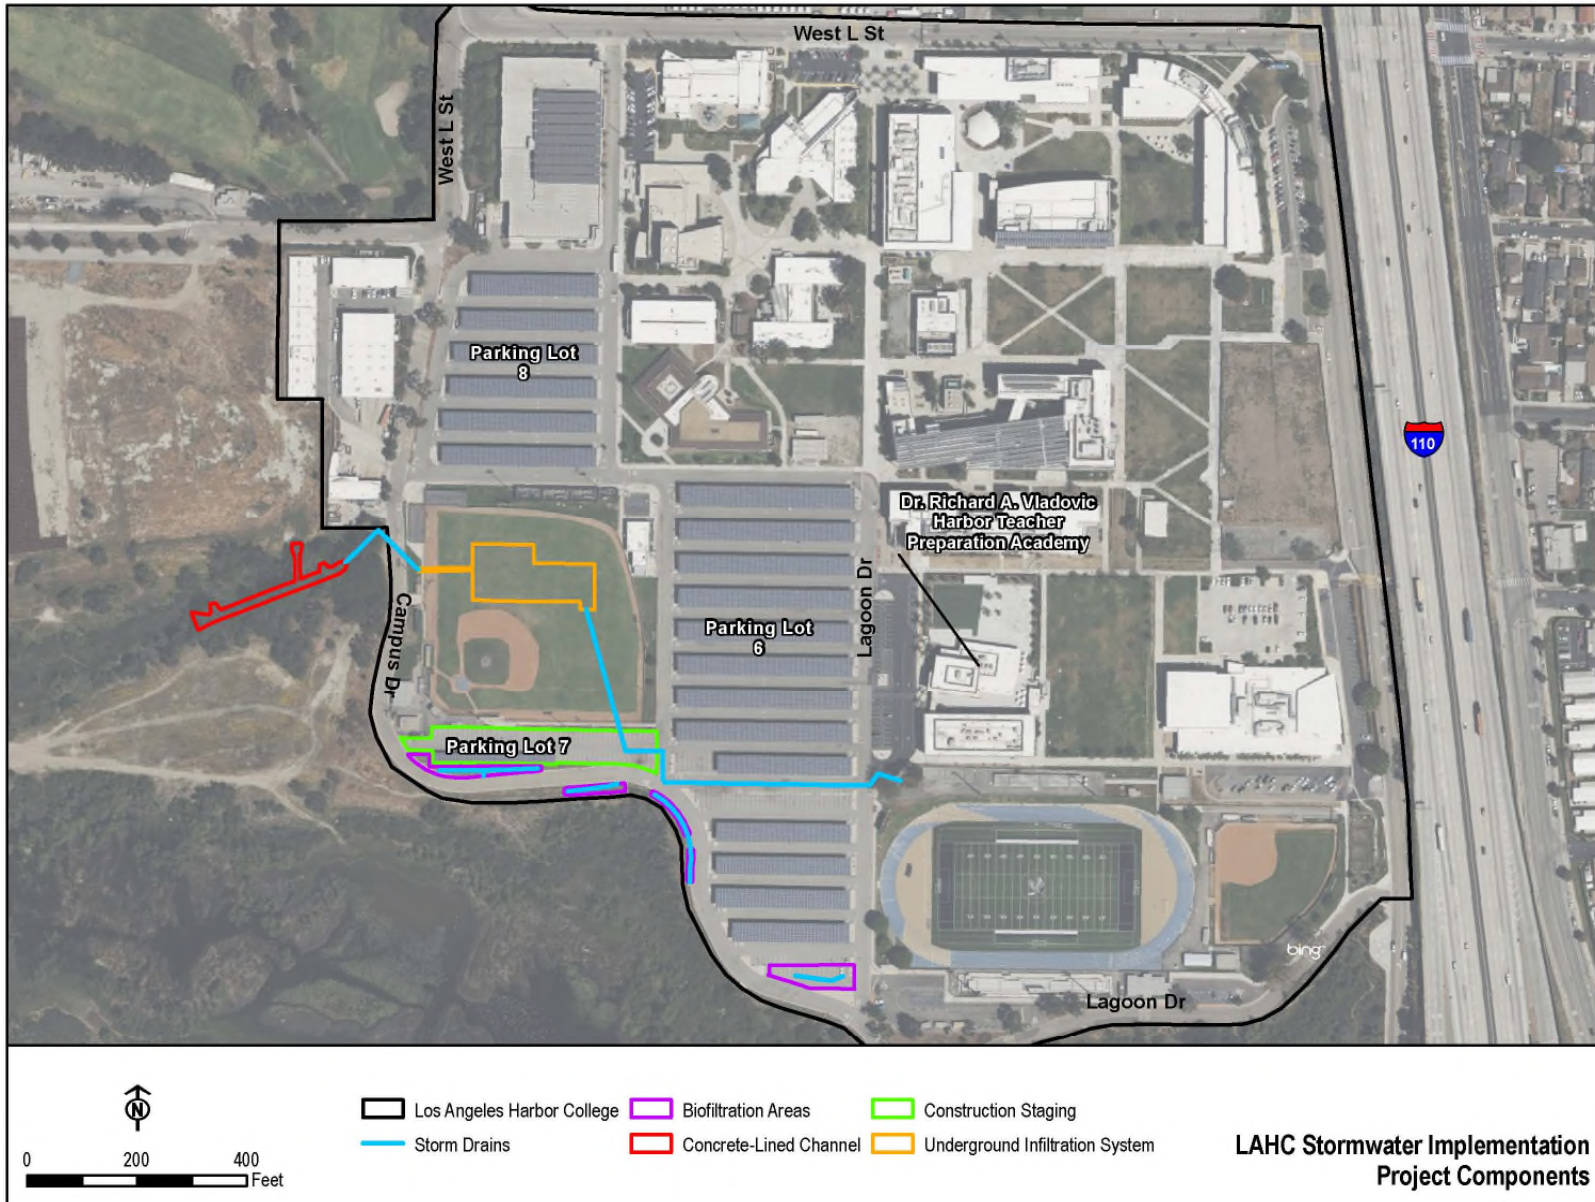 West L St
West L St
Parking Lot
8
110
Dr. Richard A. Vladovic
Harbor Teacher
Preparation Academy
Lagoon Dr
Parking Lot
6
Campus Dr
Parking Lot 7
bing
Lagoon Dr
N
0 200 400
Feet
Los Angeles Harbor College
Biofiltration Areas
Construction Staging
Storm Drains
Concrete-Lined Channel
Underground Infiltration System
LAHC Stormwater Implementation
Project Components